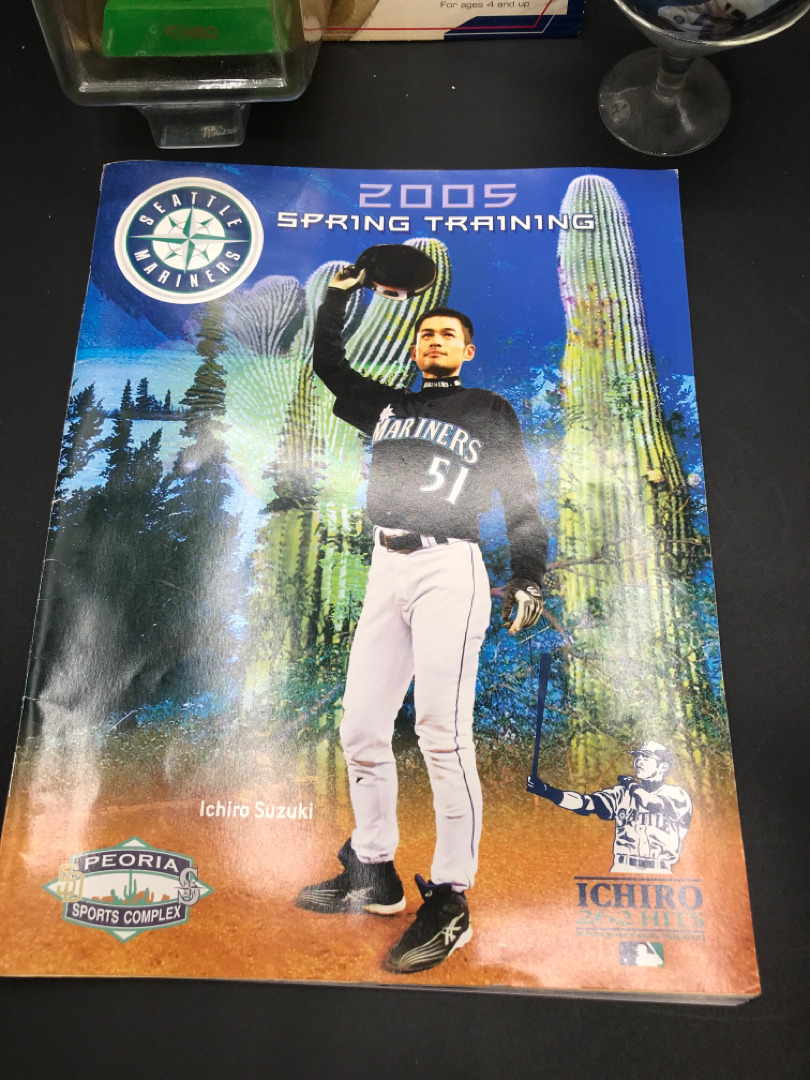 For ages 4 and up
ICHIRO
SEATTLE
MARINERS
2005
SPRING TRAINING
MARINERS
51
Ichiro Suzuki
SEATTLE
PEORIA
SPORTS COMPLEX
ICHIRO
262 HITS